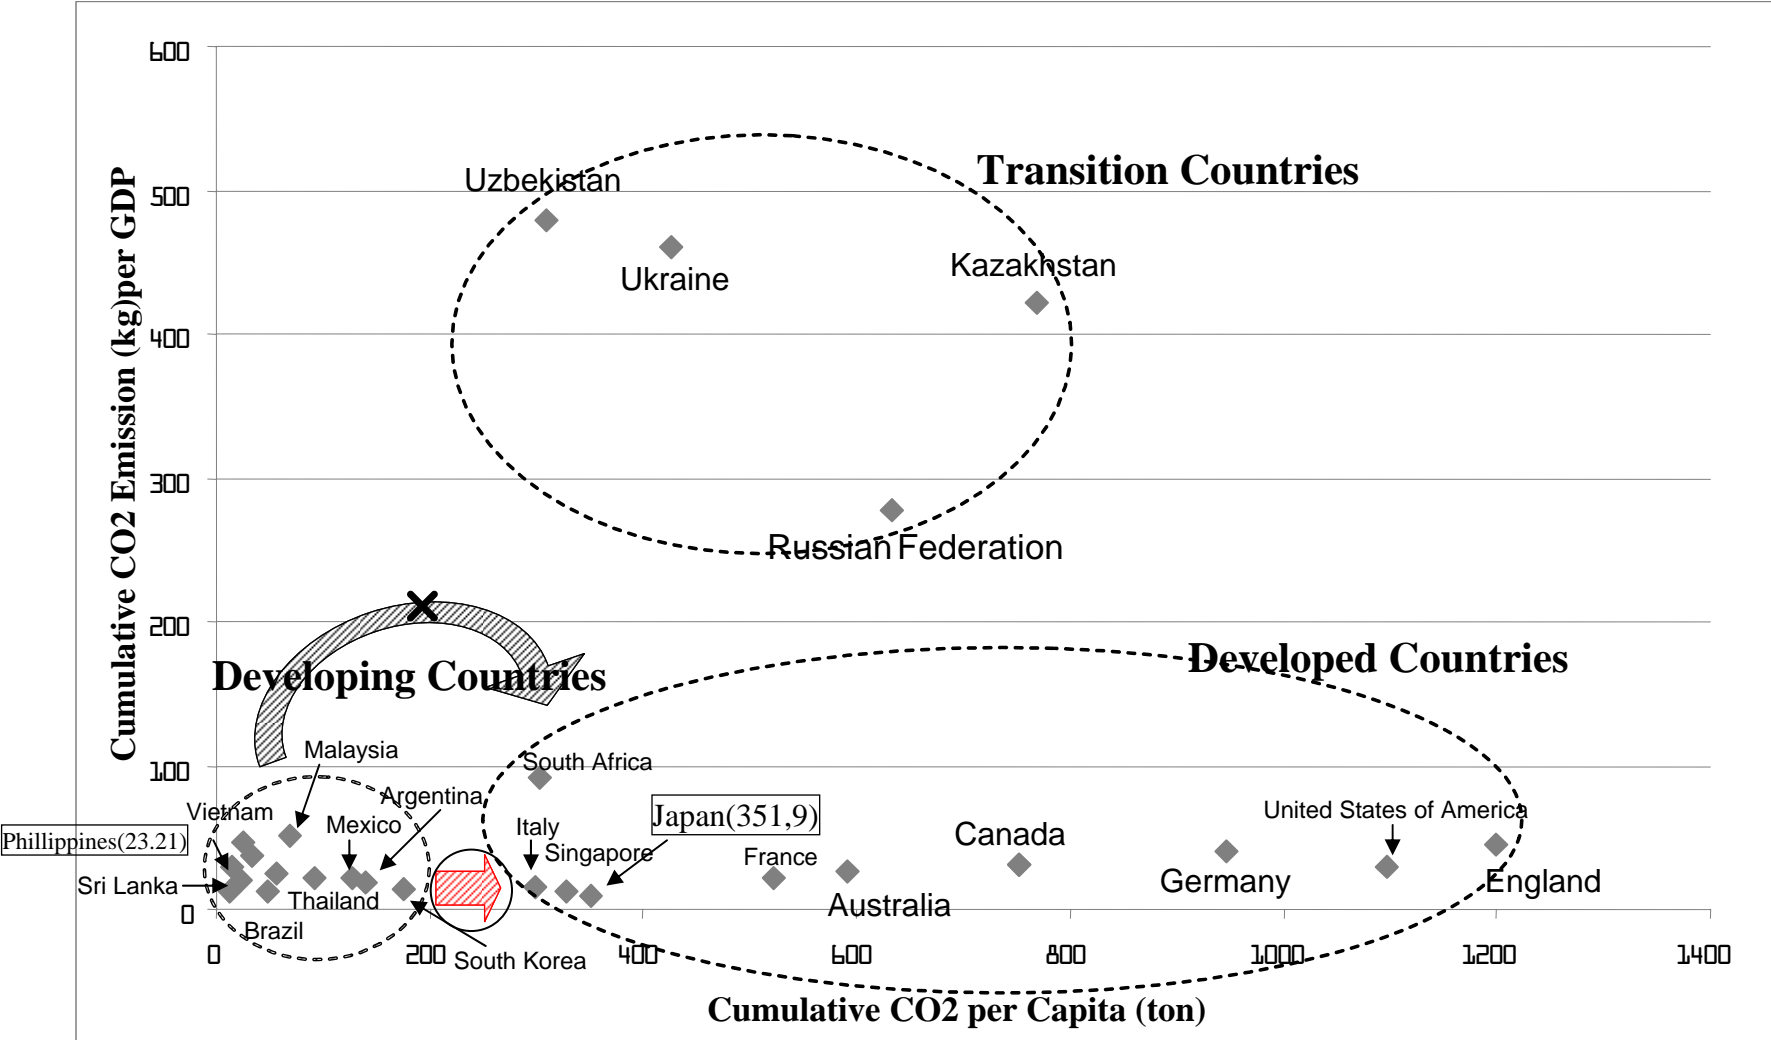 600
Transition Countries
Uzbekistan
500
Kazakhstan
Ukraine
400
300
Russian Federation
200
Developed Countries
Developing Countries
Malaysia
South Africa
100
Argentina
Vietnam
Japan(351,9)
United States of America
Mexico
Italy
Canada
Phillippines(23.21)
Singapore
France
Sri Lanka
Thailand
Germany
England
Australia
0
Brazil
South Korea
0
200
400
600
800
1000
1200
1400
Cumulative CO2 per Capita (ton)
Cumulative CO2 Emission (kg)per GDP